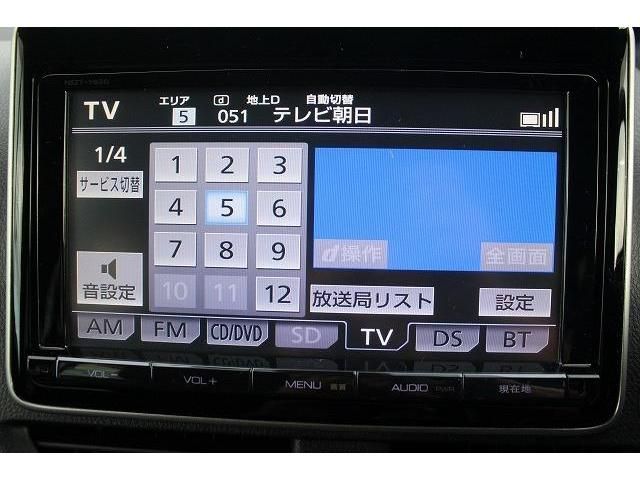 TV エリア 5 d 地上D 051 自動切替 テレビ朝日
1/4
サービス切替
1 2 3
4 5 6
7 8 9
10 11 12
音設定
d操作 全画面
放送局リスト 設定
AM FM CD/DVD SD TV DS BT
VOL− VOL+ MENU AUDIO PWR 現在地